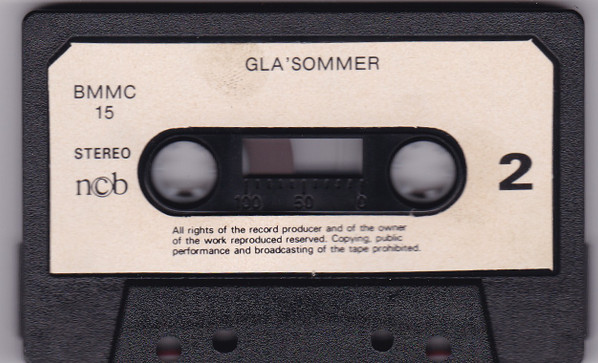 GLA'SOMMER
BMMC
15
STEREO
n©b
2
100 50 0
All rights of the record producer and of the owner
of the work reproduced reserved. Copying, public
performance and broadcasting of the tape prohibited.